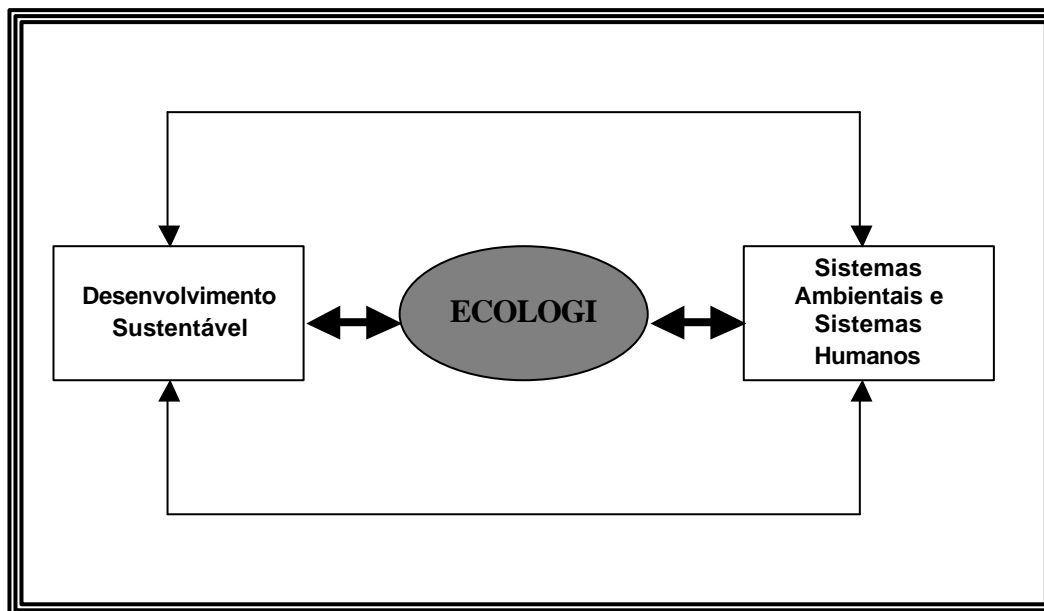 Desenvolvimento
Sustentável
ECOLOGI
Sistemas
Ambientais e
Sistemas
Humanos